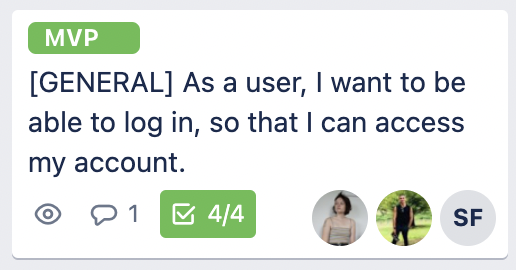 MVP
[GENERAL] As a user, I want to be
able to log in, so that I can access
my account.
1 4/4 SF